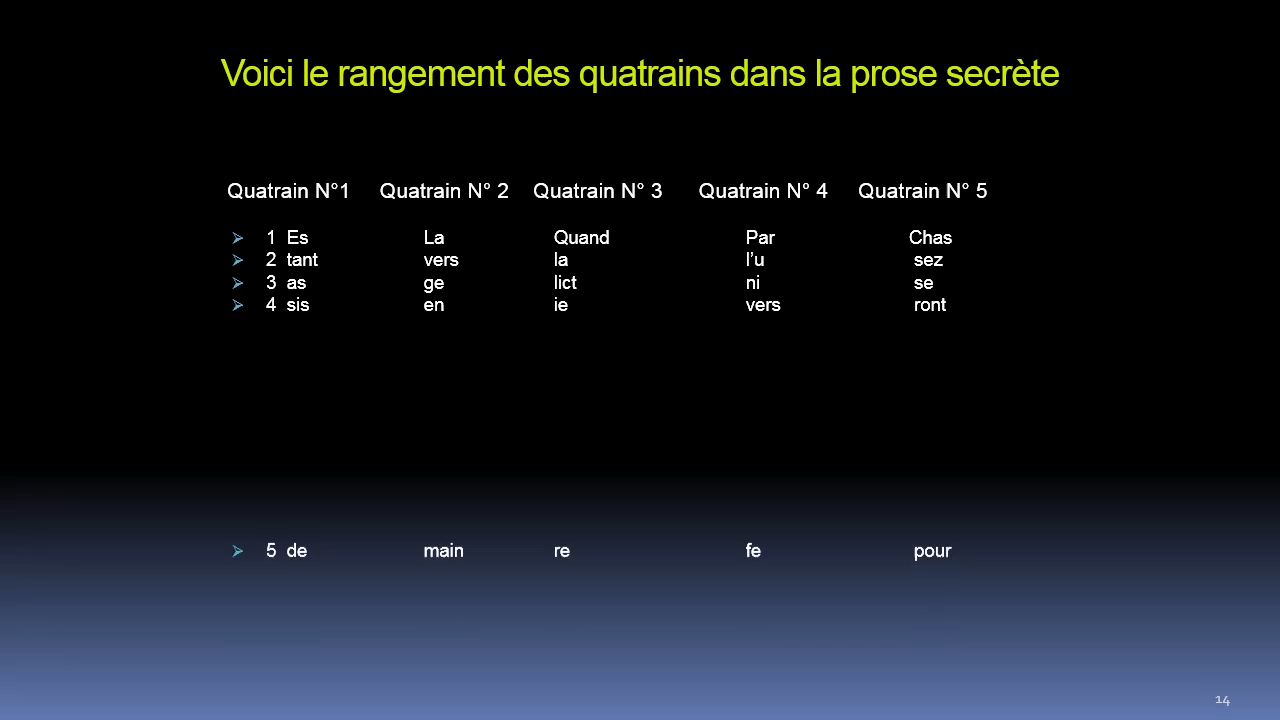 Voici le rangement des quatrains dans la prose secrète
Quatrain N°1 Quatrain N° 2 Quatrain N° 3 Quatrain N° 4 Quatrain N° 5
1 Es La Quand Par Chas
2 tant vers la l’u sez
3 as ge lict ni se
4 sis en ie vers ront
5 de main re fe pour
14